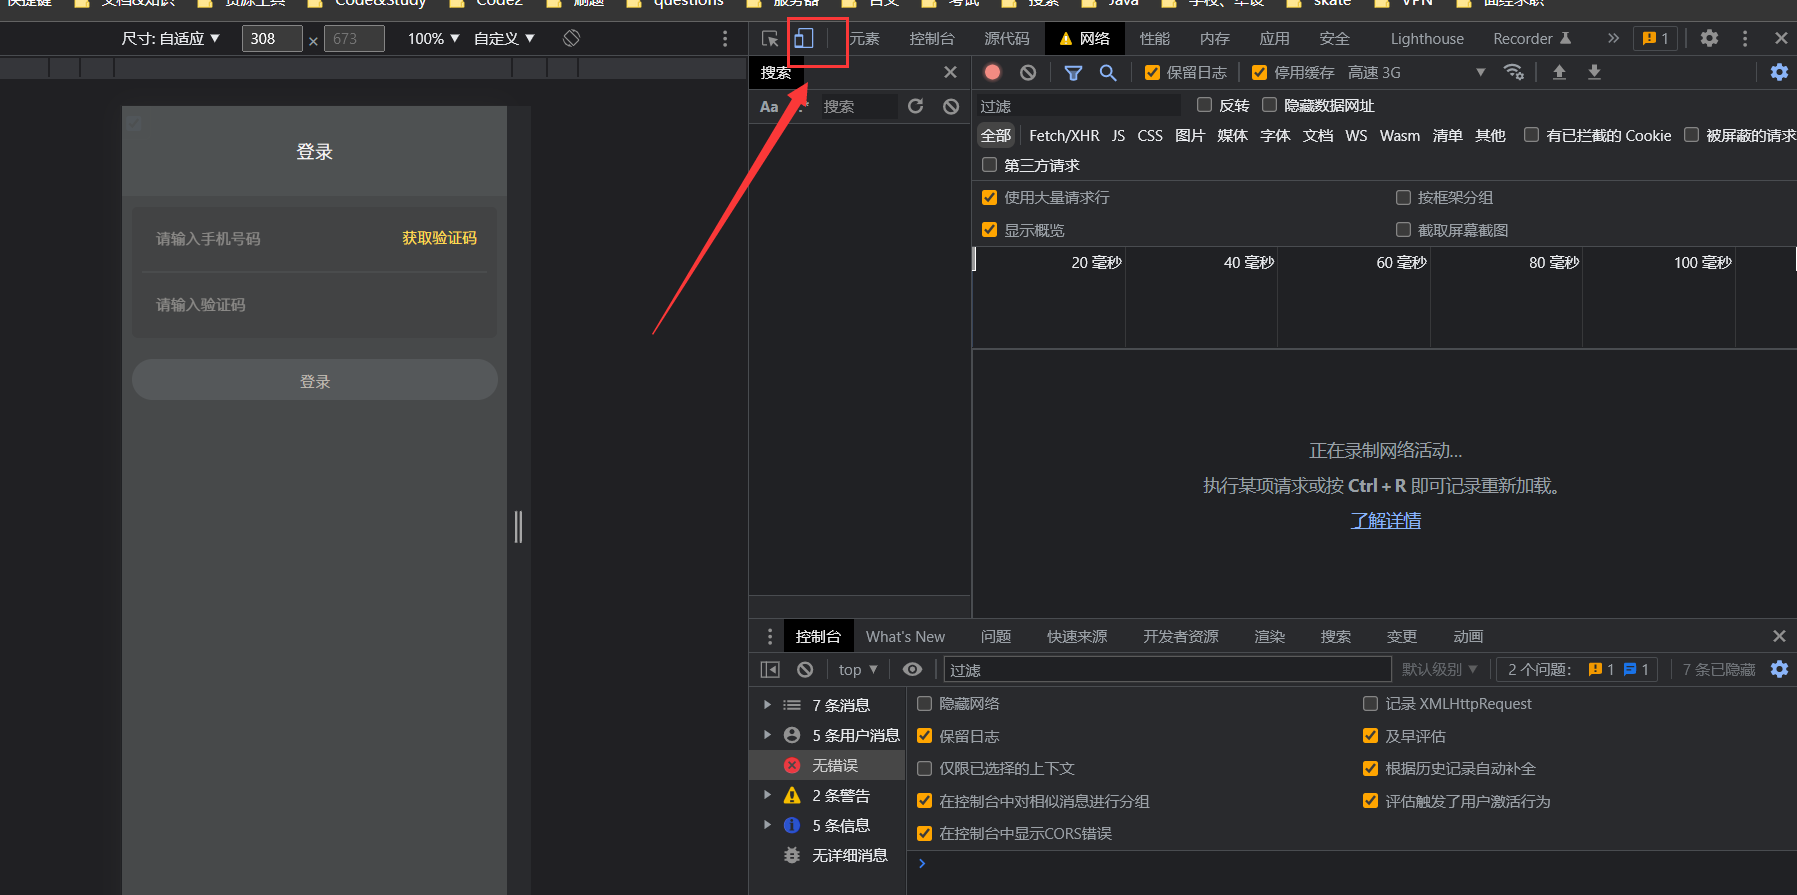 快捷键 文档&知识 资源工具 Code&Study Code2 刷题 questions 服务器 百文 考试 搜索 Java 学校、毕设 skate VPN 面经求职
尺寸: 自适应 ▼ 308 × 673 100% ▼ 自定义 ▼
元素 控制台 源代码 网络 性能 内存 应用 安全 Lighthouse Recorder » 1
搜索
保留日志 停用缓存 高速 3G ▼
Aa .* 搜索
过滤 反转 隐藏数据网址
全部 Fetch/XHR JS CSS 图片 媒体 字体 文档 WS Wasm 清单 其他 有已拦截的 Cookie 被屏蔽的请求
第三方请求
使用大量请求行 按框架分组
显示概览 截取屏幕截图
20 毫秒 40 毫秒 60 毫秒 80 毫秒 100 毫秒
正在录制网络活动...
执行某项请求或按 Ctrl + R 即可记录重新加载。
了解详情
登录
请输入手机号码 获取验证码
请输入验证码
登录
控制台 What's New 问题 快速来源 开发者资源 渲染 搜索 变更 动画
top ▼ 过滤 默认级别 ▼ 2 个问题: 1 1 7 条已隐藏
7 条消息
5 条用户消息
无错误
2 条警告
5 条信息
无详细消息
隐藏网络 记录 XMLHttpRequest
保留日志 及早评估
仅限已选择的上下文 根据历史记录自动补全
在控制台中对相似消息进行分组 评估触发了用户激活行为
在控制台中显示CORS错误